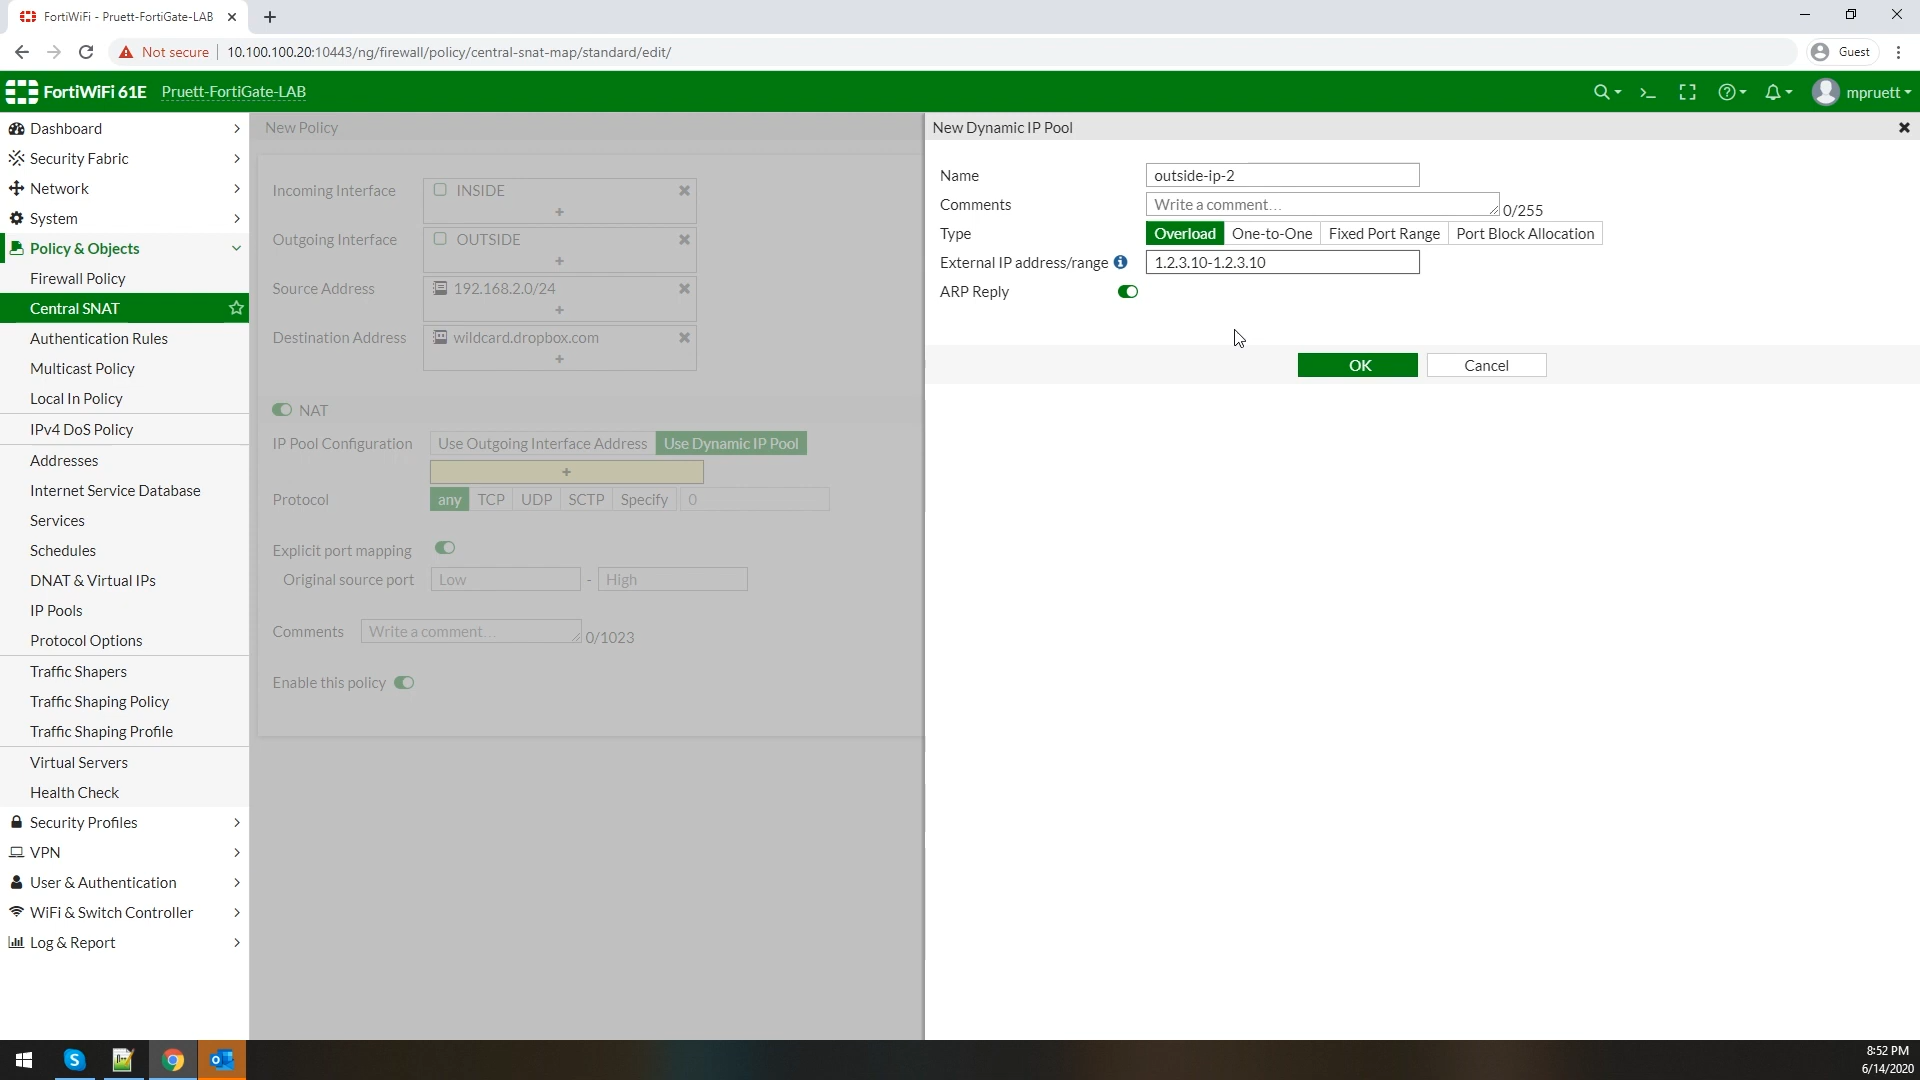 FortiWiFi - Pruett-FortiGate-LAB
Not secure
10.100.100.20:10443/ng/firewall/policy/central-snat-map/standard/edit/
Guest
FortiWiFi 61E
Pruett-FortiGate-LAB
mpruett
Dashboard
Security Fabric
Network
System
Policy & Objects
Firewall Policy
Central SNAT
Authentication Rules
Multicast Policy
Local In Policy
IPv4 DoS Policy
Addresses
Internet Service Database
Services
Schedules
DNAT & Virtual IPs
IP Pools
Protocol Options
Traffic Shapers
Traffic Shaping Policy
Traffic Shaping Profile
Virtual Servers
Health Check
Security Profiles
VPN
User & Authentication
WiFi & Switch Controller
Log & Report
New Policy
Incoming Interface INSIDE
+
Outgoing Interface OUTSIDE
+
Source Address 192.168.2.0/24
+
Destination Address wildcard.dropbox.com
+
NAT
IP Pool Configuration Use Outgoing Interface Address Use Dynamic IP Pool
+
Protocol any TCP UDP SCTP Specify 0
Explicit port mapping
Original source port Low - High
Comments Write a comment... 0/1023
Enable this policy
New Dynamic IP Pool
Name outside-ip-2
Comments Write a comment... 0/255
Type Overload One-to-One Fixed Port Range Port Block Allocation
External IP address/range 1.2.3.10-1.2.3.10
ARP Reply
OK Cancel
8:52 PM
6/14/2020